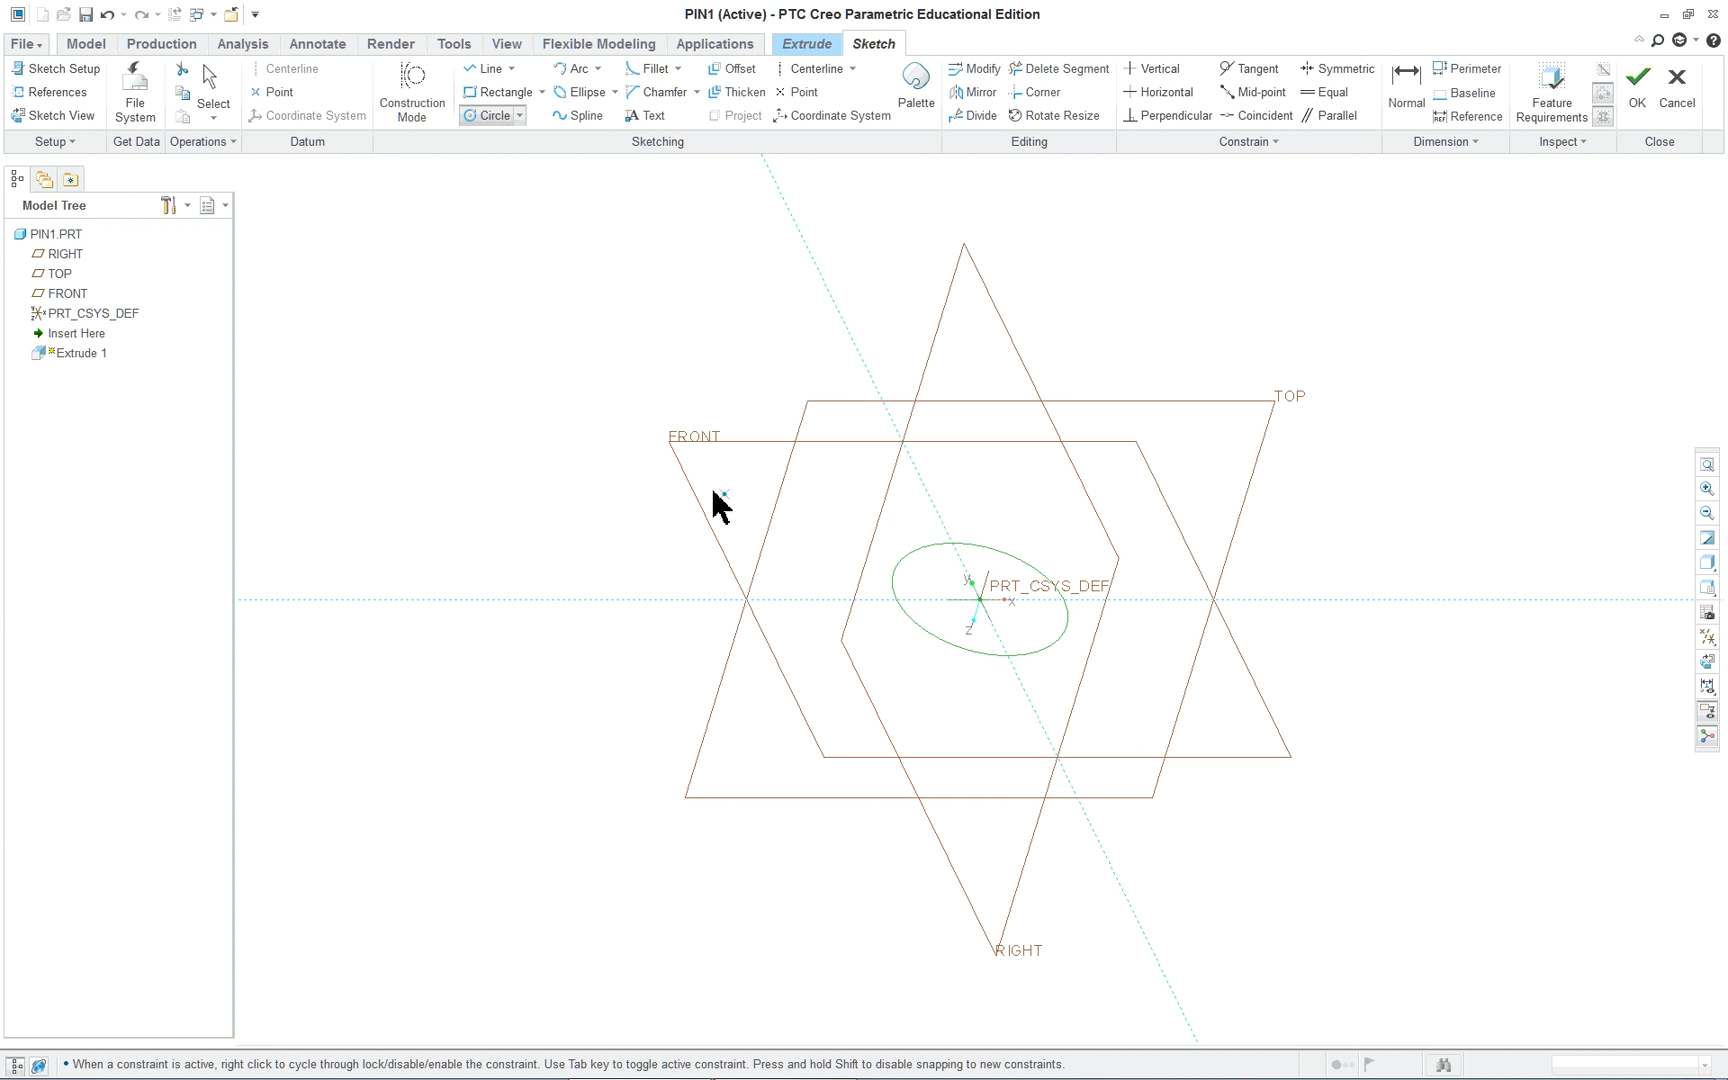 PIN1 (Active) - PTC Creo Parametric Educational Edition
File Model Production Analysis Annotate Render Tools View Flexible Modeling Applications Extrude Sketch
Sketch Setup
References
Sketch View
Setup
File System
Get Data
Select
Operations
Centerline
Point
Coordinate System
Datum
Construction Mode
Line Arc Fillet Offset Centerline
Rectangle Ellipse Chamfer Thicken Point
Circle Spline Text Project Coordinate System
Palette
Sketching
Modify Delete Segment
Mirror Corner
Divide Rotate Resize
Editing
Vertical Tangent Symmetric
Horizontal Mid-point Equal
Perpendicular Coincident Parallel
Constrain
Normal
Perimeter
Baseline
Reference
Dimension
Feature Requirements
Inspect
OK Cancel
Close
Model Tree
PIN1.PRT
RIGHT
TOP
FRONT
PRT_CSYS_DEF
Insert Here
Extrude 1
TOP
FRONT
y PRT_CSYS_DEF
x
z
RIGHT
• When a constraint is active, right click to cycle through lock/disable/enable the constraint. Use Tab key to toggle active constraint. Press and hold Shift to disable snapping to new constraints.